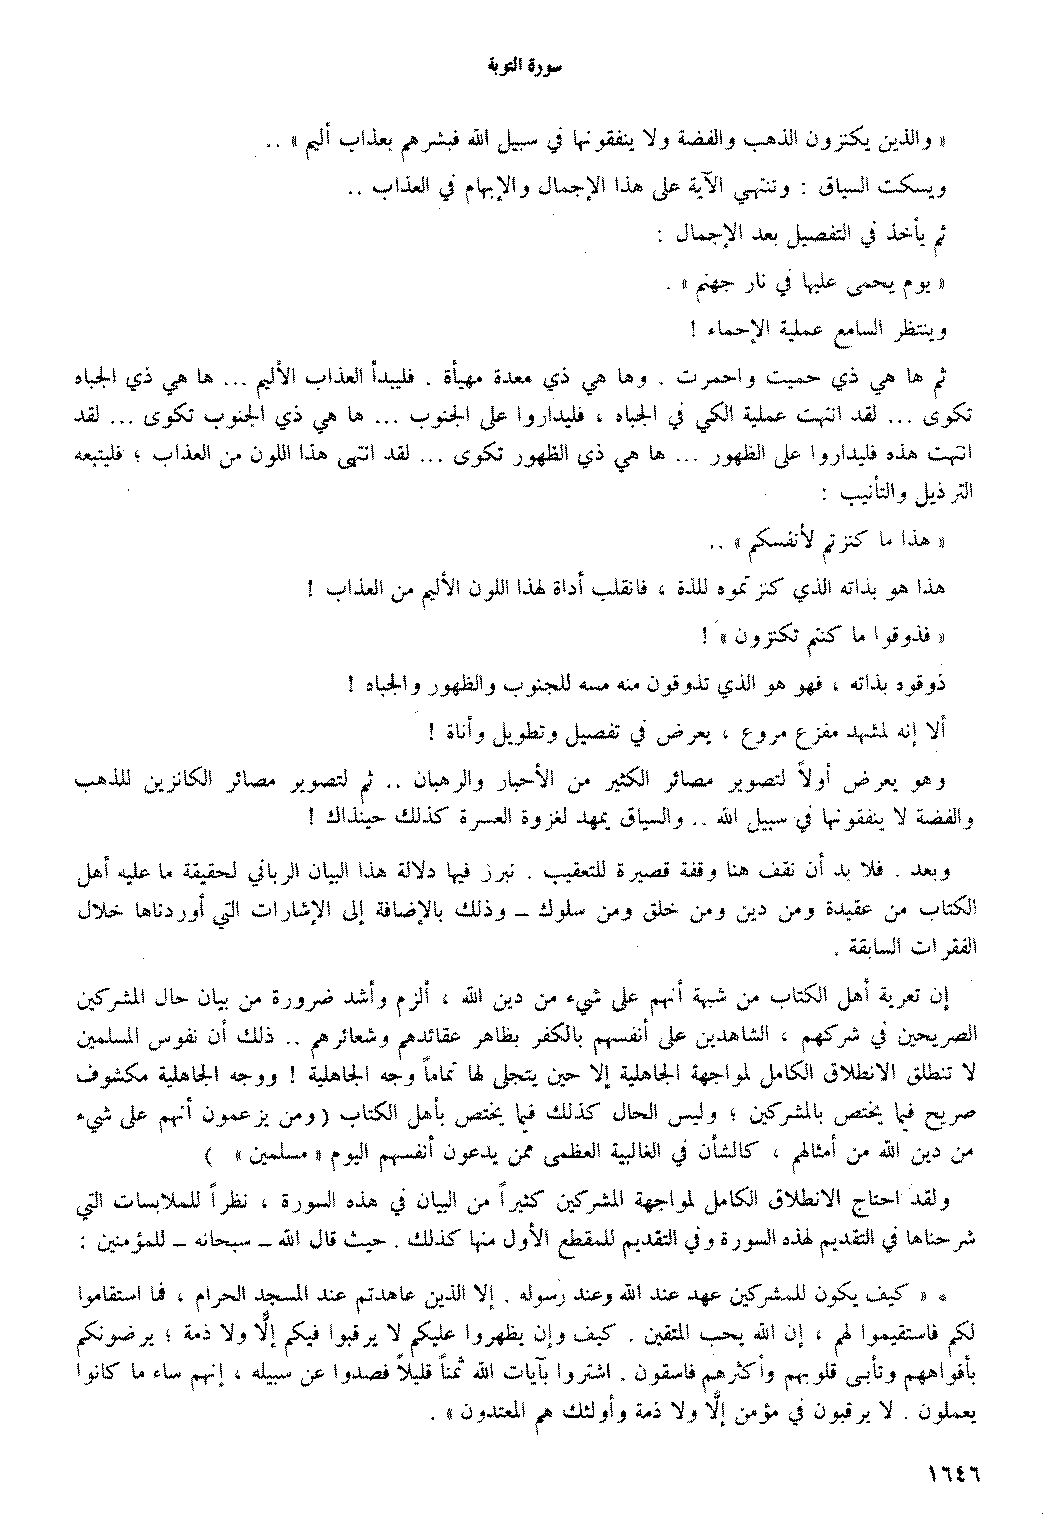 سورة التوبة
« والذين يكنزون الذهب والفضة ولا ينفقونها في سبيل الله فبشرهم بعذاب أليم » ..
ويسكت السياق : وتنتهي الآية على هذا الإجمال والإبهام في العذاب ..
ثم يأخذ في التفصيل بعد الإجمال :
« يوم يحمى عليها في نار جهنم » .
وينتظر السامع عملية الإحماء !
ثم ها هي ذي حميت واحمرت . وها هي ذي معدة مهيأة . فليبدأ العذاب الأليم ... ها هي ذي الجباه
تكوى ... لقد انتهت عملية الكي في الجباه ، فليداروا على الجنوب ... ها هي ذي الجنوب تكوى ... لقد
انتهت هذه فليداروا على الظهور ... ها هي ذي الظهور تكوى ... لقد انتهى هذا اللون من العذاب ؛ فليتبعه
الترذيل والتأنيب :
« هذا ما كنزتم لأنفسكم » ..
هذا هو بذاته الذي كنزتموه للذة ، فانقلب أداة لهذا اللون الأليم من العذاب !
« فذوقوا ما كنتم تكنزون » !
ذوقوه بذاته ، فهو هو الذي تذوقون منه مسه للجنوب والظهور والجباه !
ألا إنه لمشهد مفزع مروع ، يعرض في تفصيل وتطويل وأناة !
وهو يعرض أولاً لتصوير مصائر الكثير من الأحبار والرهبان .. ثم لتصوير مصائر الكانزين للذهب
والفضة لا ينفقونها في سبيل الله .. والسياق يمهد لغزوة العسرة كذلك حينذاك !
وبعد . فلا بد أن نقف هنا وقفة قصيرة للتعقيب . نبرز فيها دلالة هذا البيان الرباني لحقيقة ما عليه أهل
الكتاب من عقيدة ومن دين ومن خلق ومن سلوك – وذلك بالإضافة إلى الإشارات التي أوردناها خلال
الفقرات السابقة .
إن تعرية أهل الكتاب من شبهة أنهم على شيء من دين الله ، ألزم وأشد ضرورة من بيان حال المشركين
الصريحين في شركهم ، الشاهدين على أنفسهم بالكفر بظاهر عقائدهم وشعائرهم .. ذلك أن نفوس المسلمين
لا تنطلق الانطلاق الكامل لمواجهة الجاهلية إلا حين يتجلى لها تماماً وجه الجاهلية ! ووجه الجاهلية مكشوف
صريح فيما يختص بالمشركين ؛ وليس الحال كذلك فيما يختص بأهل الكتاب ( ومن يزعمون أنهم على شيء
من دين الله من أمثالهم ، كالشأن في الغالبية العظمى ممن يدعون أنفسهم اليوم « مسلمين » )
ولقد احتاج الانطلاق الكامل لمواجهة المشركين كثيراً من البيان في هذه السورة ، نظراً للملابسات التي
شرحناها في التقديم لهذه السورة وفي التقديم للمقطع الأول منها كذلك . حيث قال الله – سبحانه – للمؤمنين :
* « كيف يكون للمشركين عهد عند الله وعند رسوله . إلا الذين عاهدتم عند المسجد الحرام ، فما استقاموا
لكم فاستقيموا لهم ، إن الله يحب المتقين . كيف وإن يظهروا عليكم لا يرقبوا فيكم إلًّا ولا ذمة ؛ يرضونكم
بأفواههم وتأبى قلوبهم وأكثرهم فاسقون . اشتروا بآيات الله ثمناً قليلاً فصدوا عن سبيله ، إنهم ساء ما كانوا
يعملون . لا يرقبون في مؤمن إلًّا ولا ذمة وأولئك هم المعتدون » .
١٦٤٦